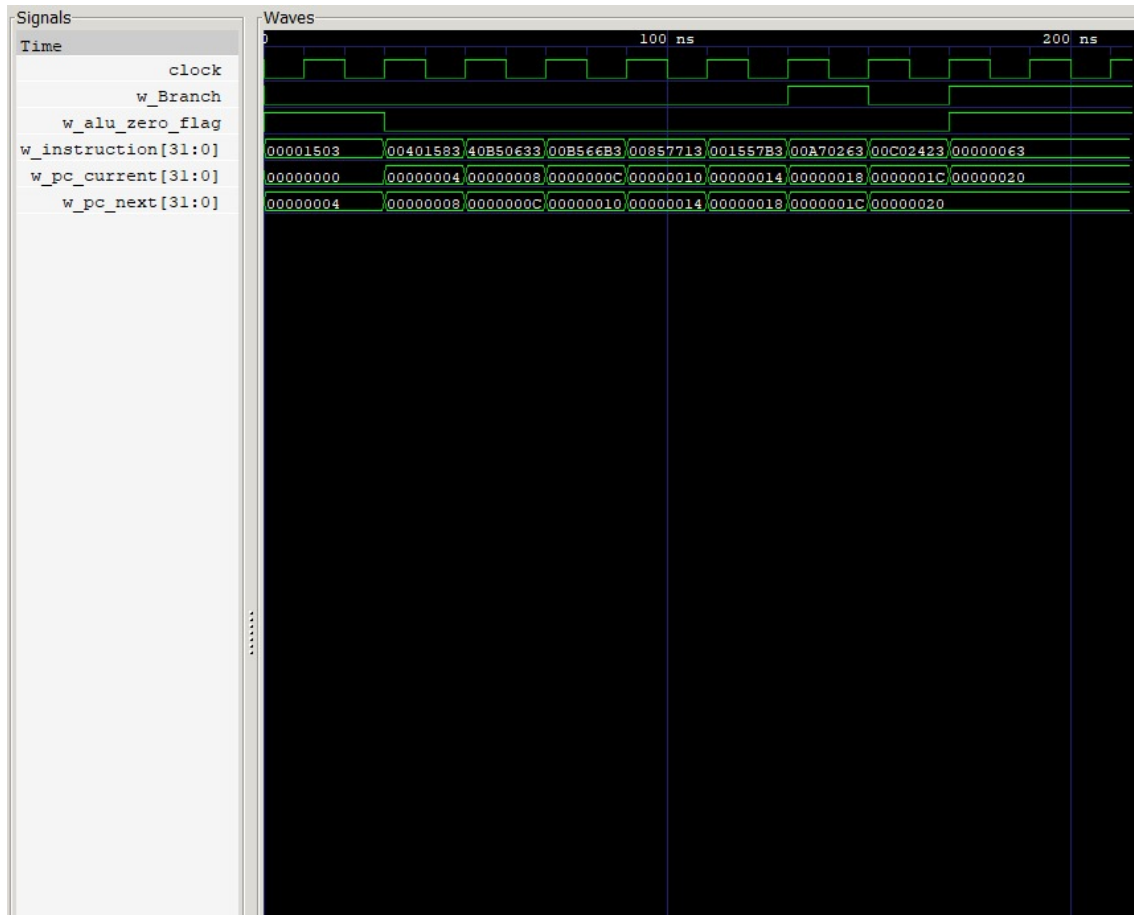 Signals Waves
Time 0 100 ns 200 ns
clock
w_Branch
w_alu_zero_flag
w_instruction[31:0] 00001503 00401583 40B50633 00B566B3 00857713 001557B3 00A70263 00C02423 00000063
w_pc_current[31:0] 00000000 00000004 00000008 0000000C 00000010 00000014 00000018 0000001C 00000020
w_pc_next[31:0] 00000004 00000008 0000000C 00000010 00000014 00000018 0000001C 00000020